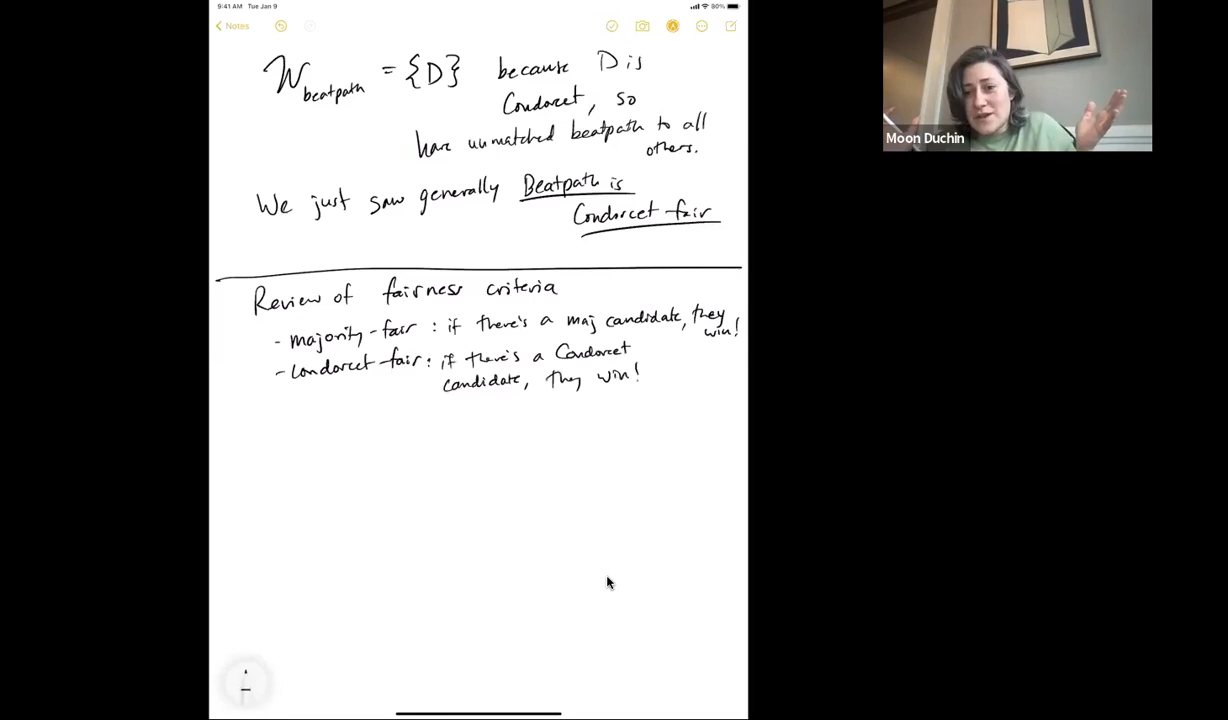 9:41 AM Tue Jan 9
80%
Notes
W beatpath = {D} because D is
Condorcet, so
have unmatched beatpath to all
others.
We just saw generally Beatpath is
Condorcet fair
Review of fairness criteria
- majority-fair : if there's a maj candidate, they
win!
- Condorcet-fair : if there's a Condorcet
candidate, they win!
Moon Duchin